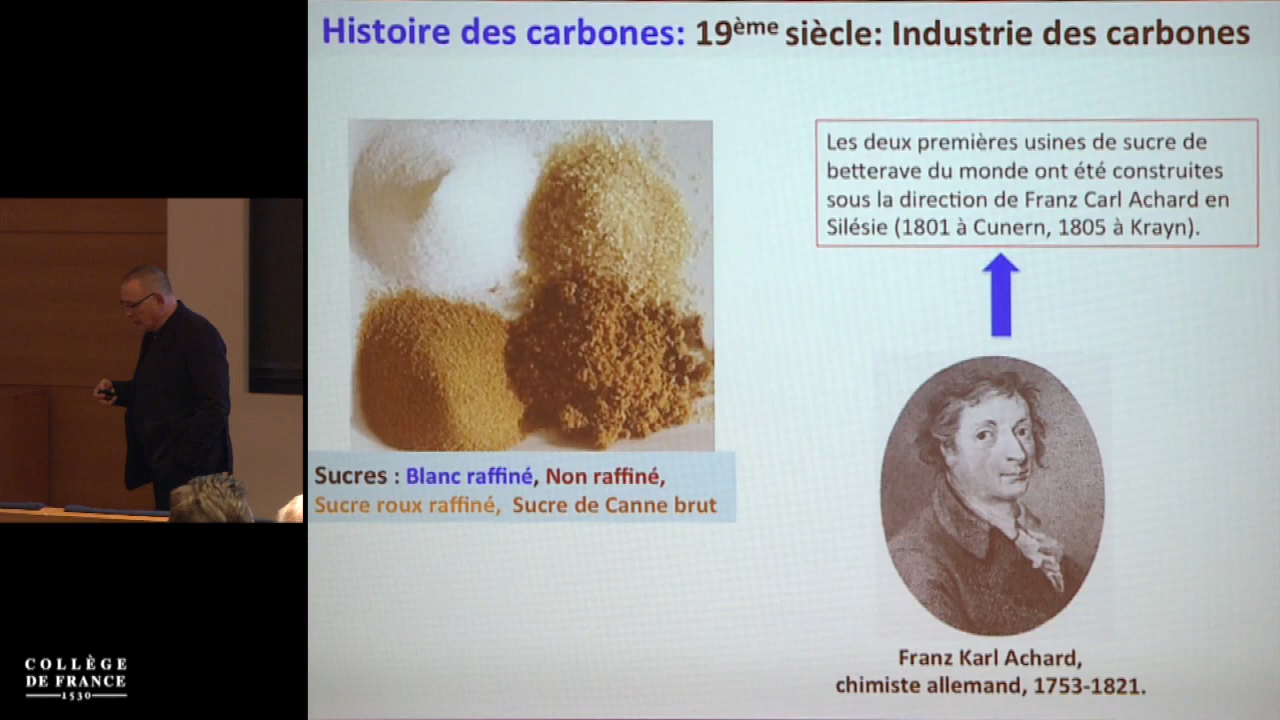 Histoire des carbones: 19ème siècle: Industrie des carbones
Les deux premières usines de sucre de
betterave du monde ont été construites
sous la direction de Franz Carl Achard en
Silésie (1801 à Cunern, 1805 à Krayn).
Sucres : Blanc raffiné, Non raffiné,
Sucre roux raffiné, Sucre de Canne brut
Franz Karl Achard,
chimiste allemand, 1753-1821.
COLLÈGE
DE FRANCE
1530